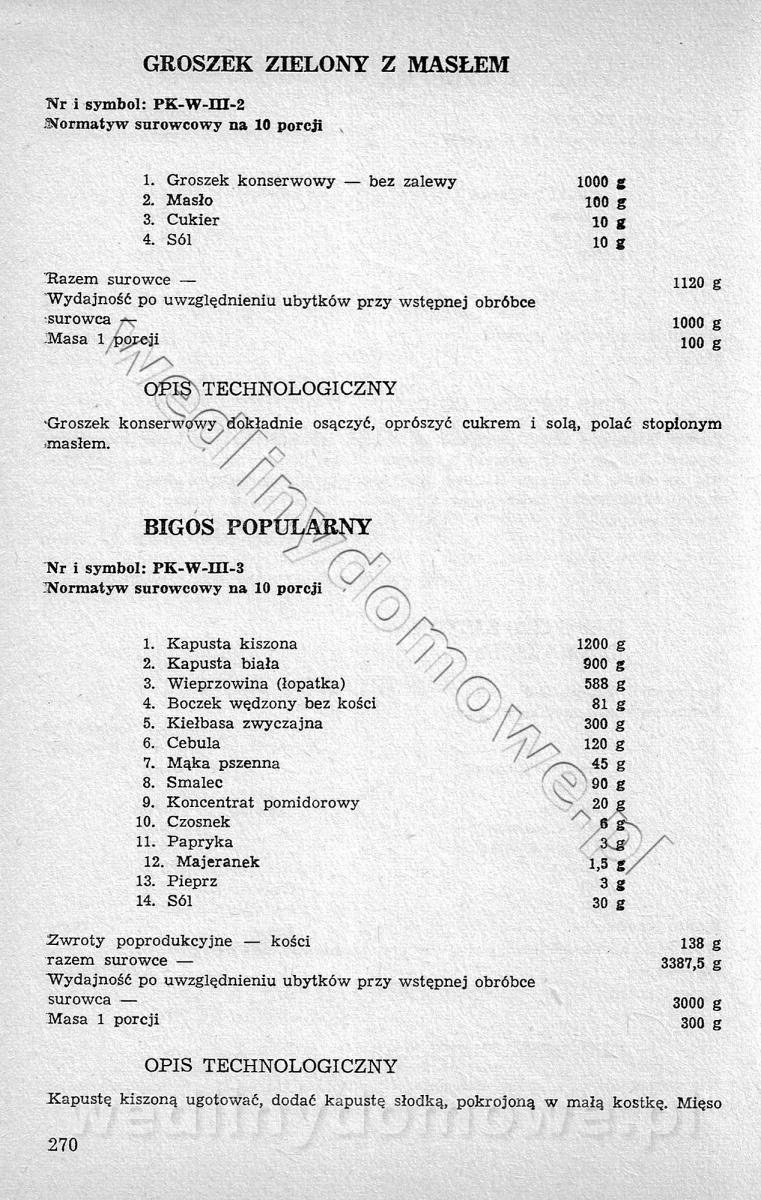 GROSZEK ZIELONY Z MASŁEM
Nr i symbol: PK-W-III-2
Normatyw surowcowy na 10 porcji
1. Groszek konserwowy — bez zalewy 1000 g
2. Masło 100 g
3. Cukier 10 g
4. Sól 10 g
Razem surowce — 1120 g
Wydajność po uwzględnieniu ubytków przy wstępnej obróbce
surowca — 1000 g
Masa 1 porcji 100 g
OPIS TECHNOLOGICZNY
Groszek konserwowy dokładnie osączyć, oprószyć cukrem i solą, polać stopionym
masłem.
BIGOS POPULARNY
Nr i symbol: PK-W-III-3
Normatyw surowcowy na 10 porcji
1. Kapusta kiszona 1200 g
2. Kapusta biała 900 g
3. Wieprzowina (łopatka) 588 g
4. Boczek wędzony bez kości 81 g
5. Kiełbasa zwyczajna 300 g
6. Cebula 120 g
7. Mąka pszenna 45 g
8. Smalec 90 g
9. Koncentrat pomidorowy 20 g
10. Czosnek 6 g
11. Papryka 3 g
12. Majeranek 1,5 g
13. Pieprz 3 g
14. Sól 30 g
Zwroty poprodukcyjne — kości 138 g
razem surowce — 3387,5 g
Wydajność po uwzględnieniu ubytków przy wstępnej obróbce
surowca — 3000 g
Masa 1 porcji 300 g
OPIS TECHNOLOGICZNY
Kapustę kiszoną ugotować, dodać kapustę słodką, pokrojoną w małą kostkę. Mięso
270
wedlinydomowe.pl
wedlinydomowe.pl